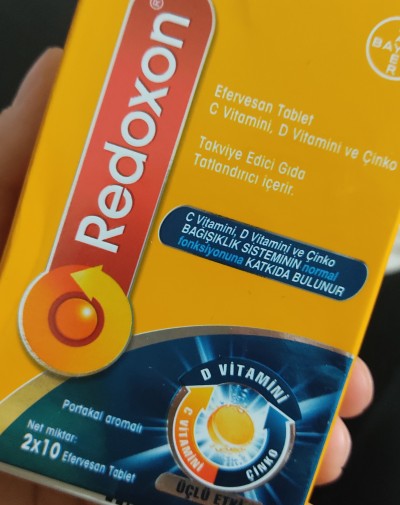 Redoxon®
BAYER
Efervesan Tablet
C Vitamini, D Vitamini ve Çinko
Takviye Edici Gıda
Tatlandırıcı içerir.
C Vitamini, D Vitamini ve Çinko
BAĞIŞIKLIK SİSTEMİNİN normal
fonksiyonuna KATKIDA BULUNUR
D VİTAMİNİ
C VİTAMİNİ
ÇİNKO
Portakal aromalı
Net miktar:
2x10 Efervesan Tablet
ÜÇLÜ ETKİ